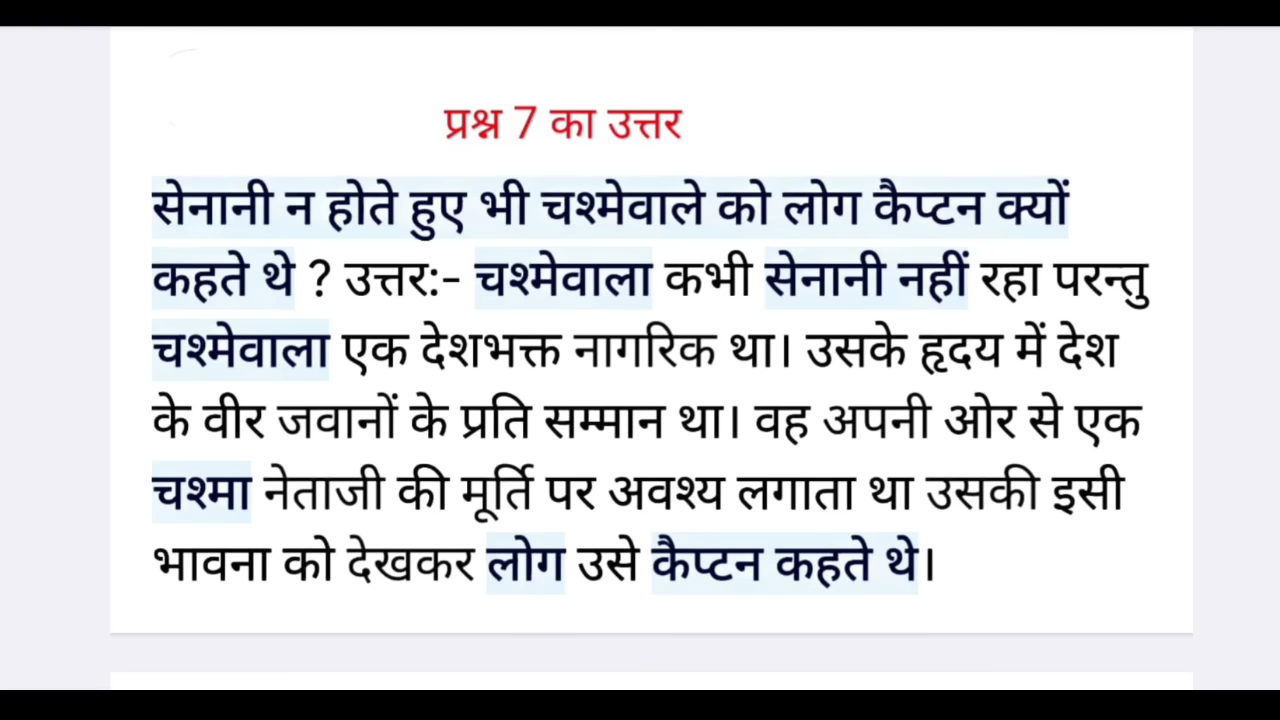 प्रश्न 7 का उत्तर
सेनानी न होते हुए भी चश्मेवाले को लोग कैप्टन क्यों
कहते थे ? उत्तर:- चश्मेवाला कभी सेनानी नहीं रहा परन्तु
चश्मेवाला एक देशभक्त नागरिक था। उसके हृदय में देश
के वीर जवानों के प्रति सम्मान था। वह अपनी ओर से एक
चश्मा नेताजी की मूर्ति पर अवश्य लगाता था उसकी इसी
भावना को देखकर लोग उसे कैप्टन कहते थे।